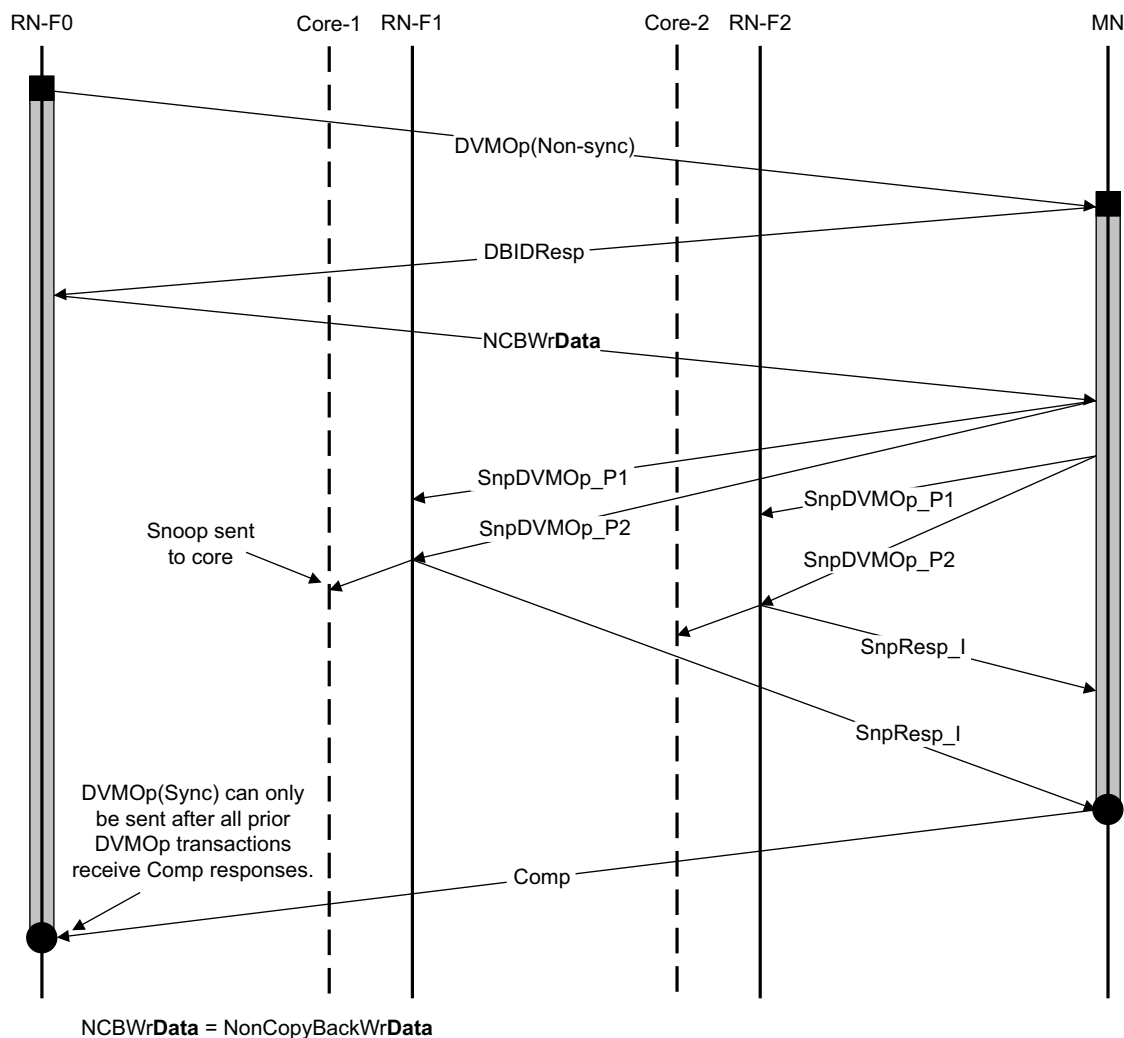 RN-F0
Core-1
RN-F1
Core-2
RN-F2
MN
DVMOp(Non-sync)
DBIDResp
NCBWrData
SnpDVMOp_P1
SnpDVMOp_P1
SnpDVMOp_P2
Snoop sent
to core
SnpDVMOp_P2
SnpResp_I
SnpResp_I
DVMOp(Sync) can only
be sent after all prior
DVMOp transactions
receive Comp responses.
Comp
NCBWrData = NonCopyBackWrData